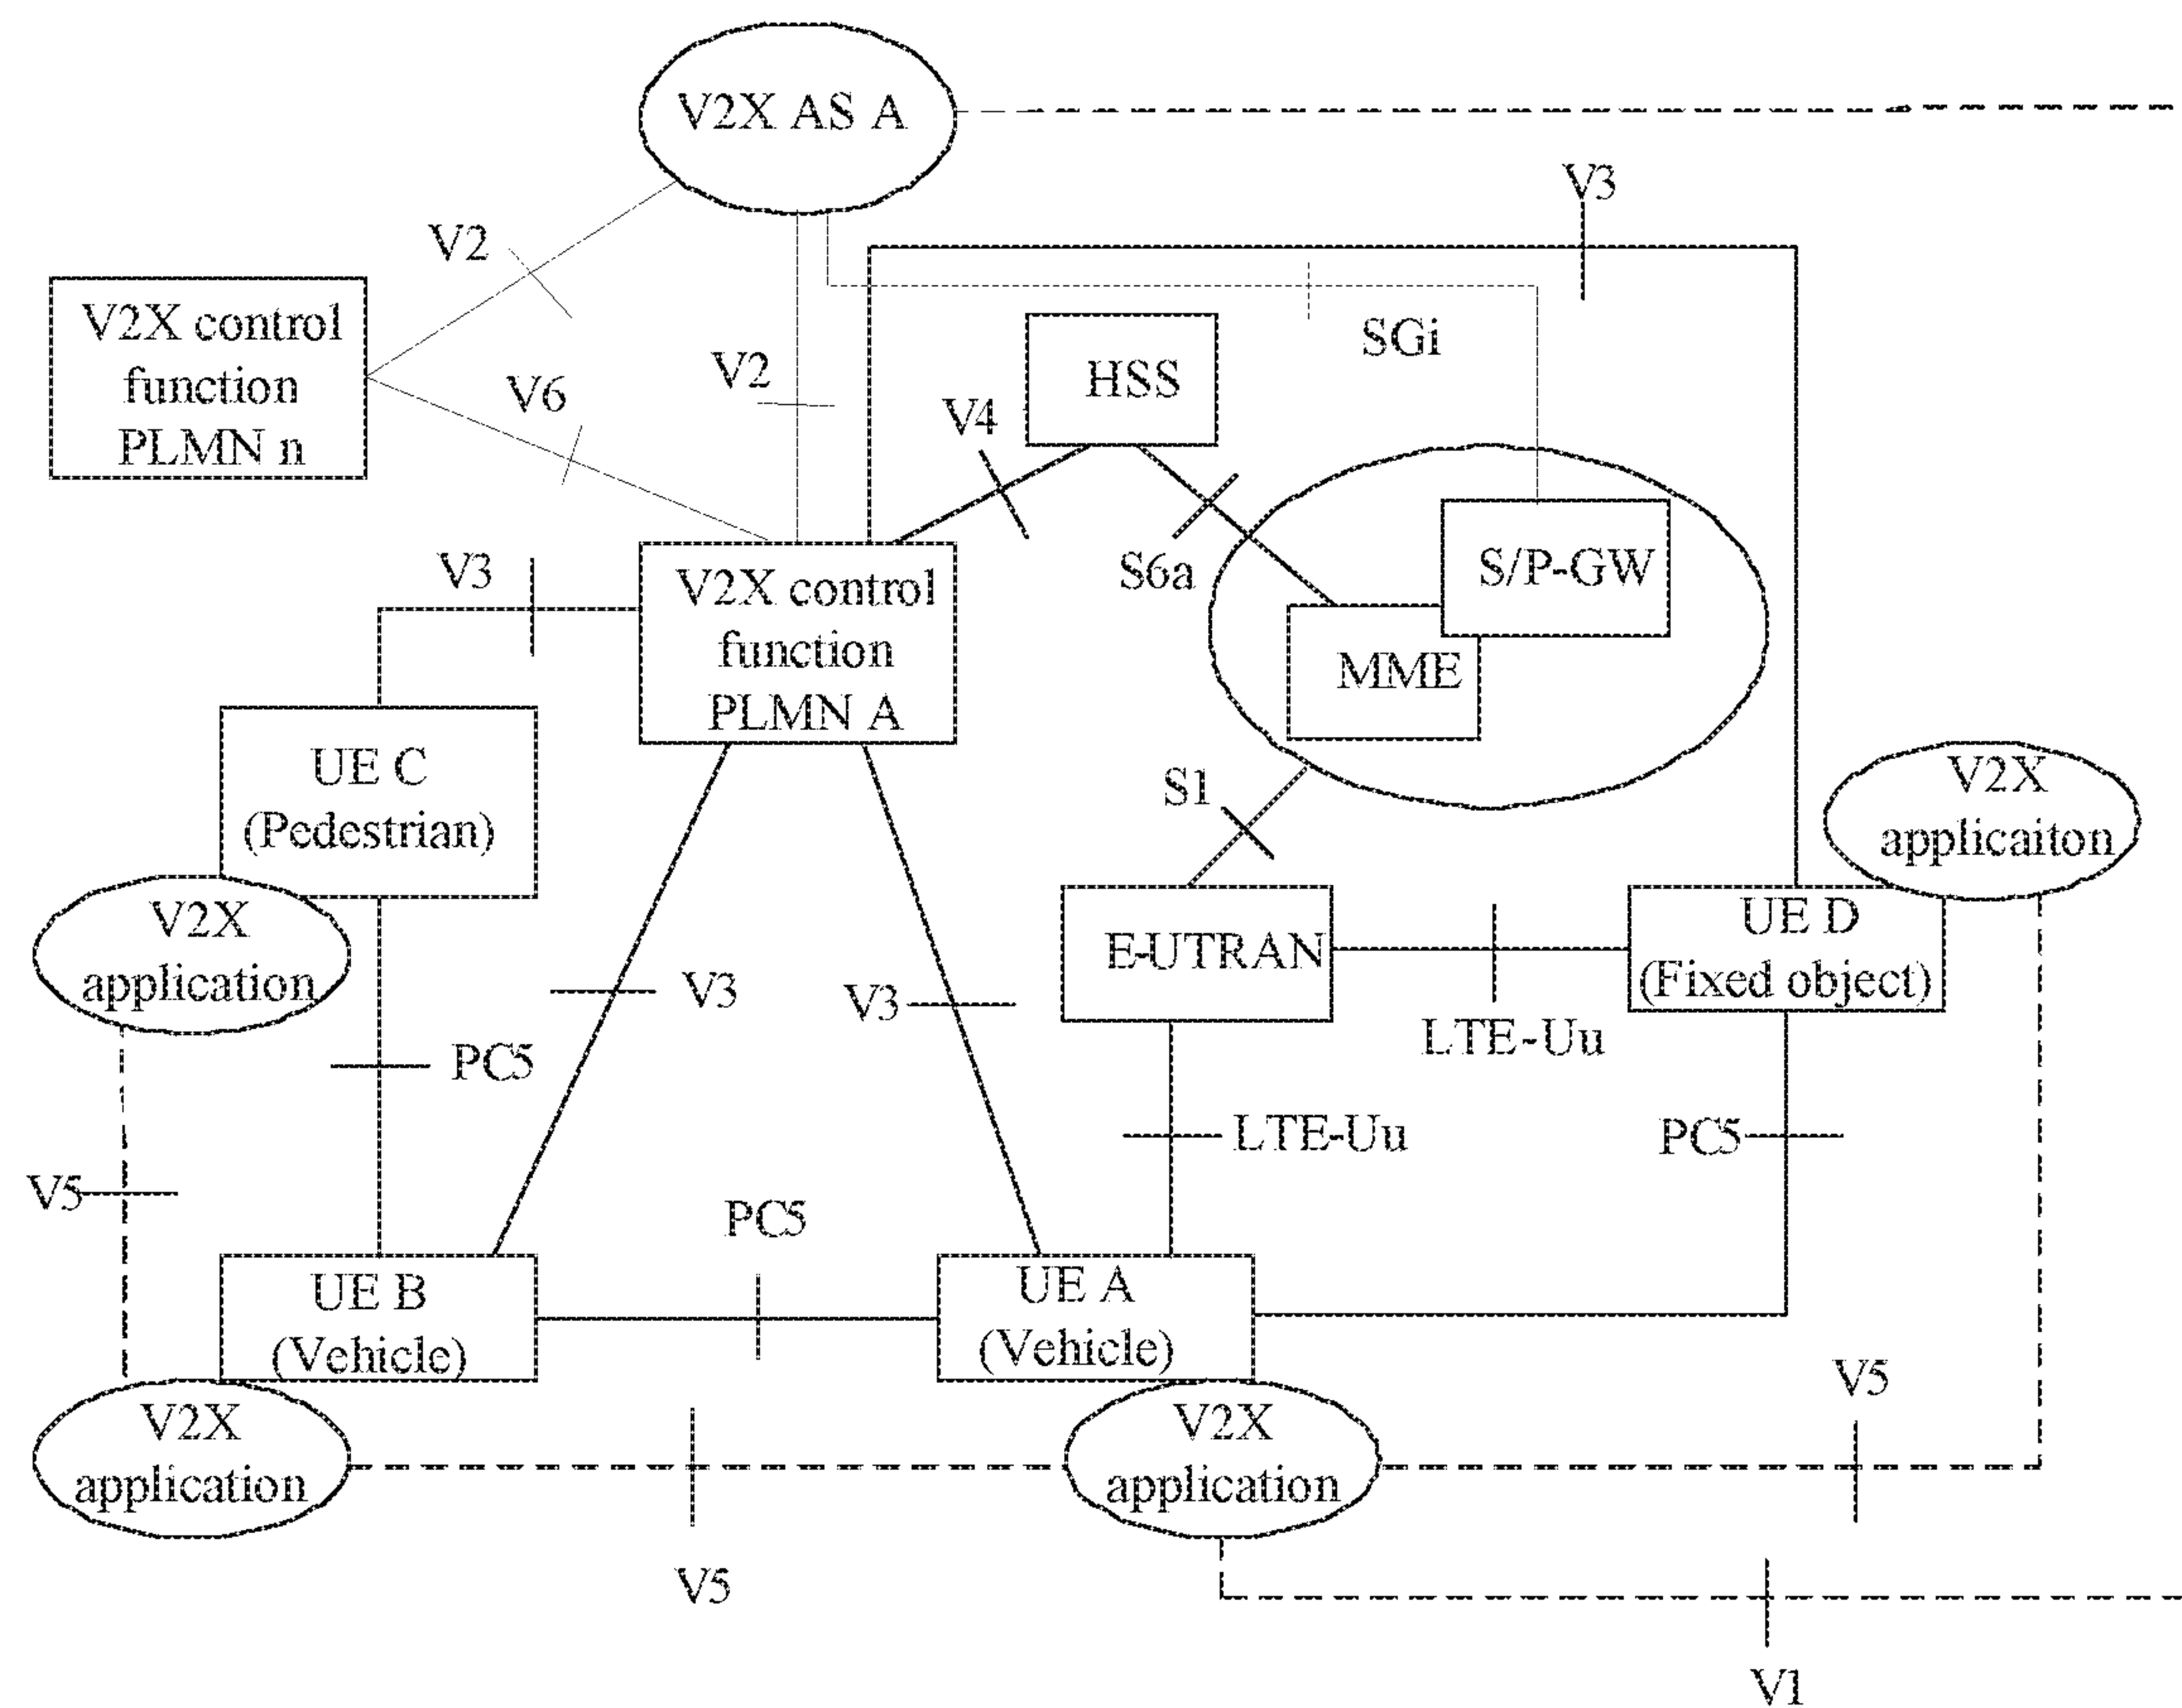 V2X AS A
V3
V2
V2X control
function
PLMN n
SGi
V2
HSS
V6
V4
V3
S6a
S/P-GW
V2X control
function
PLMN A
MME
UE C
(Pedestrian)
S1
V2X
applicaiton
V2X
application
E-UTRAN
UE D
(Fixed object)
V3
V3
LTE-Uu
PC5
LTE-Uu
PC5
V5
PC5
UE B
(Vehicle)
UE A
(Vehicle)
V5
V2X
application
V2X
application
V5
V1